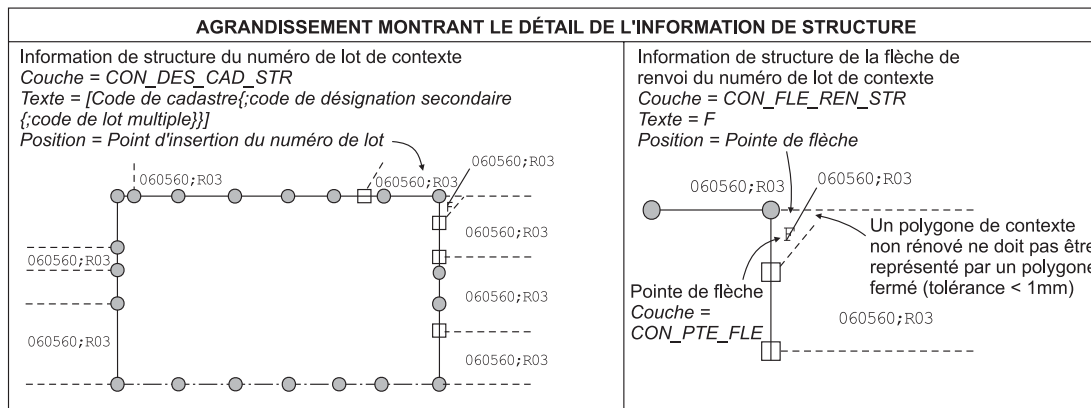 AGRANDISSEMENT MONTRANT LE DÉTAIL DE L'INFORMATION DE STRUCTURE
Information de structure du numéro de lot de contexte
Couche = CON_DES_CAD_STR
Texte = [Code de cadastre{;code de désignation secondaire
{;code de lot multiple}}]
Position = Point d'insertion du numéro de lot
060560;R03
060560;R03
060560;R03
F
060560;R03
060560;R03
060560;R03
060560;R03
060560;R03
Information de structure de la flèche de
renvoi du numéro de lot de contexte
Couche = CON_FLE_REN_STR
Texte = F
Position = Pointe de flèche
060560;R03
060560;R03
F
Un polygone de contexte
non rénové ne doit pas être
représenté par un polygone
fermé (tolérance < 1mm)
Pointe de flèche
Couche =
CON_PTE_FLE
060560;R03